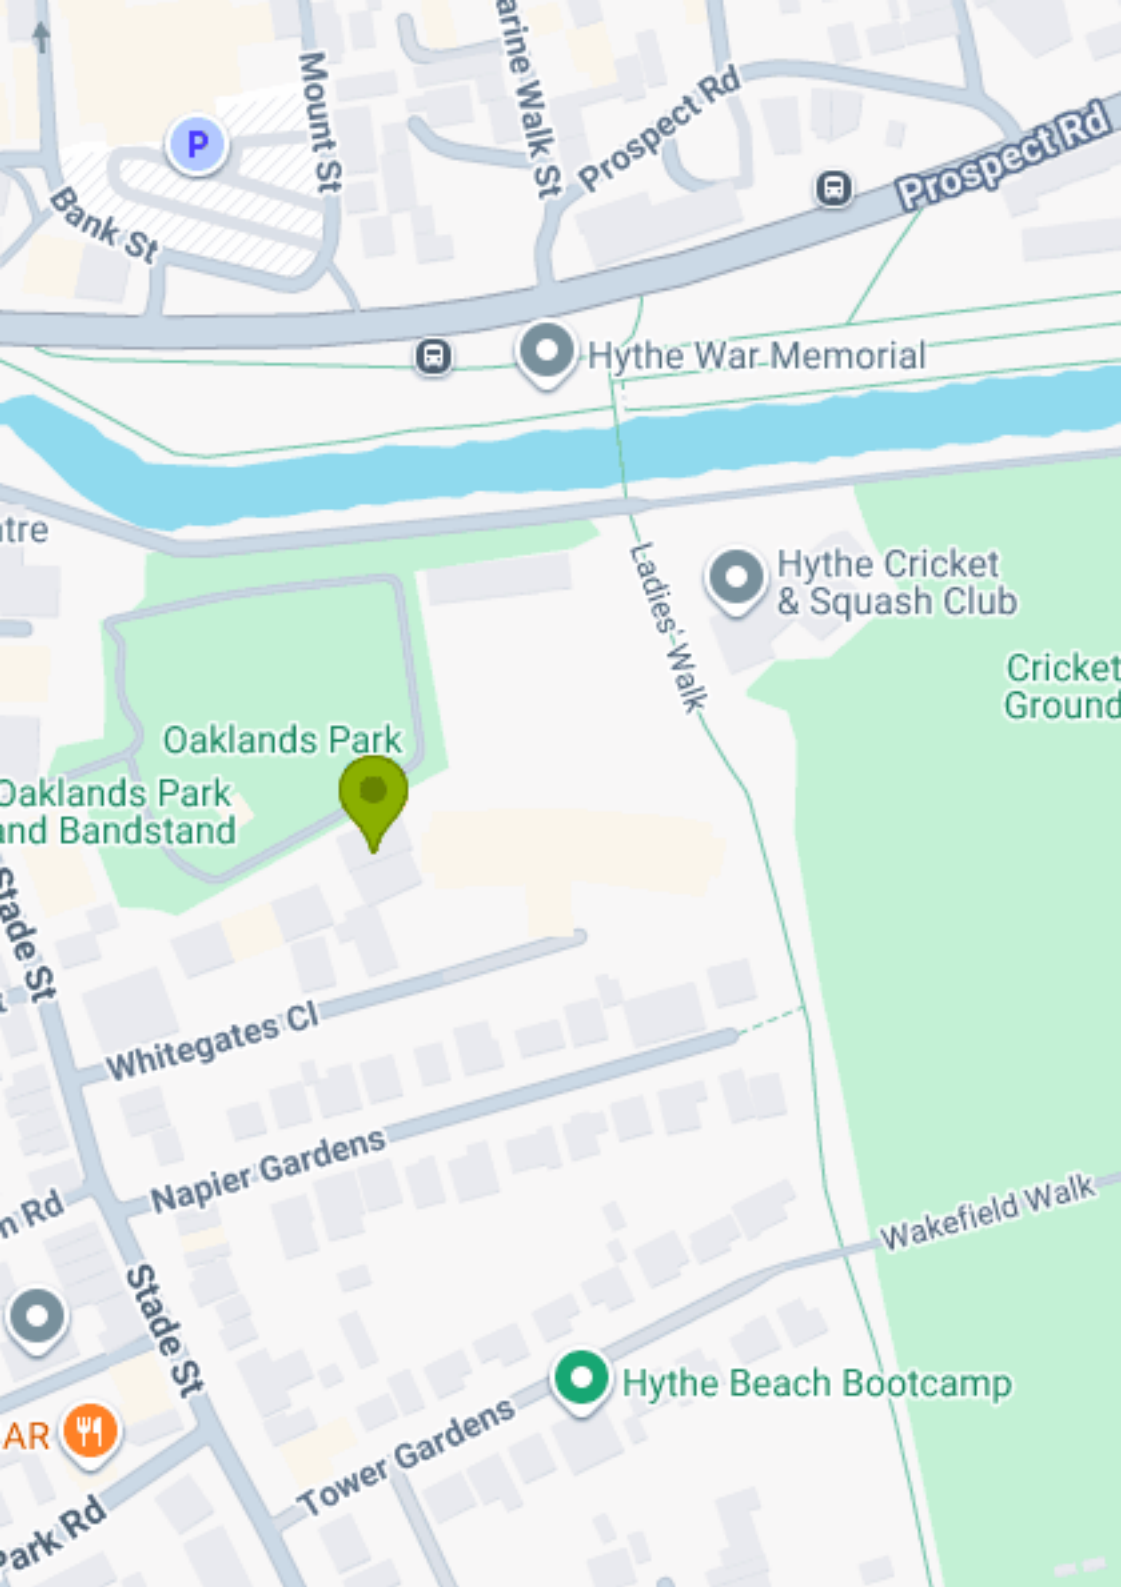 Mount St
arine Walk St
Prospect Rd
Prospect Rd
P
Bank St
Hythe War Memorial
ntre
Ladies' Walk
Hythe Cricket
& Squash Club
Cricket
Ground
Oaklands Park
Oaklands Park
and Bandstand
Stade St
Whitegates Cl
Napier Gardens
n Rd
Wakefield Walk
Stade St
Hythe Beach Bootcamp
AR
Tower Gardens
Park Rd